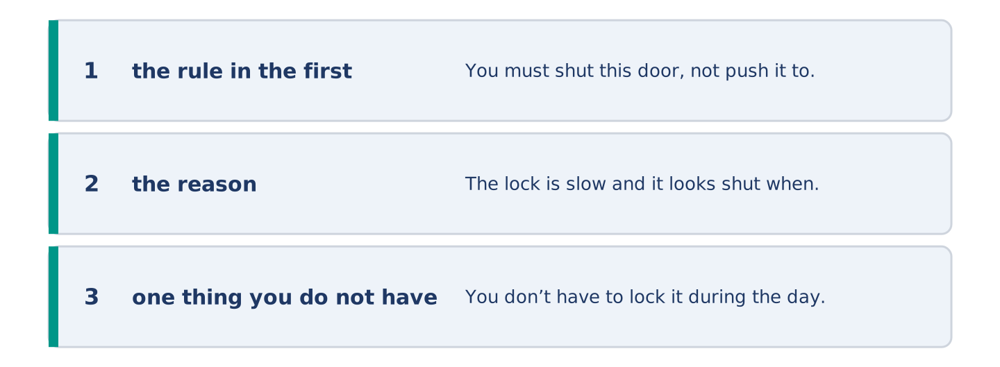 1 the rule in the first You must shut this door, not push it to.
2 the reason The lock is slow and it looks shut when.
3 one thing you do not have You don’t have to lock it during the day.